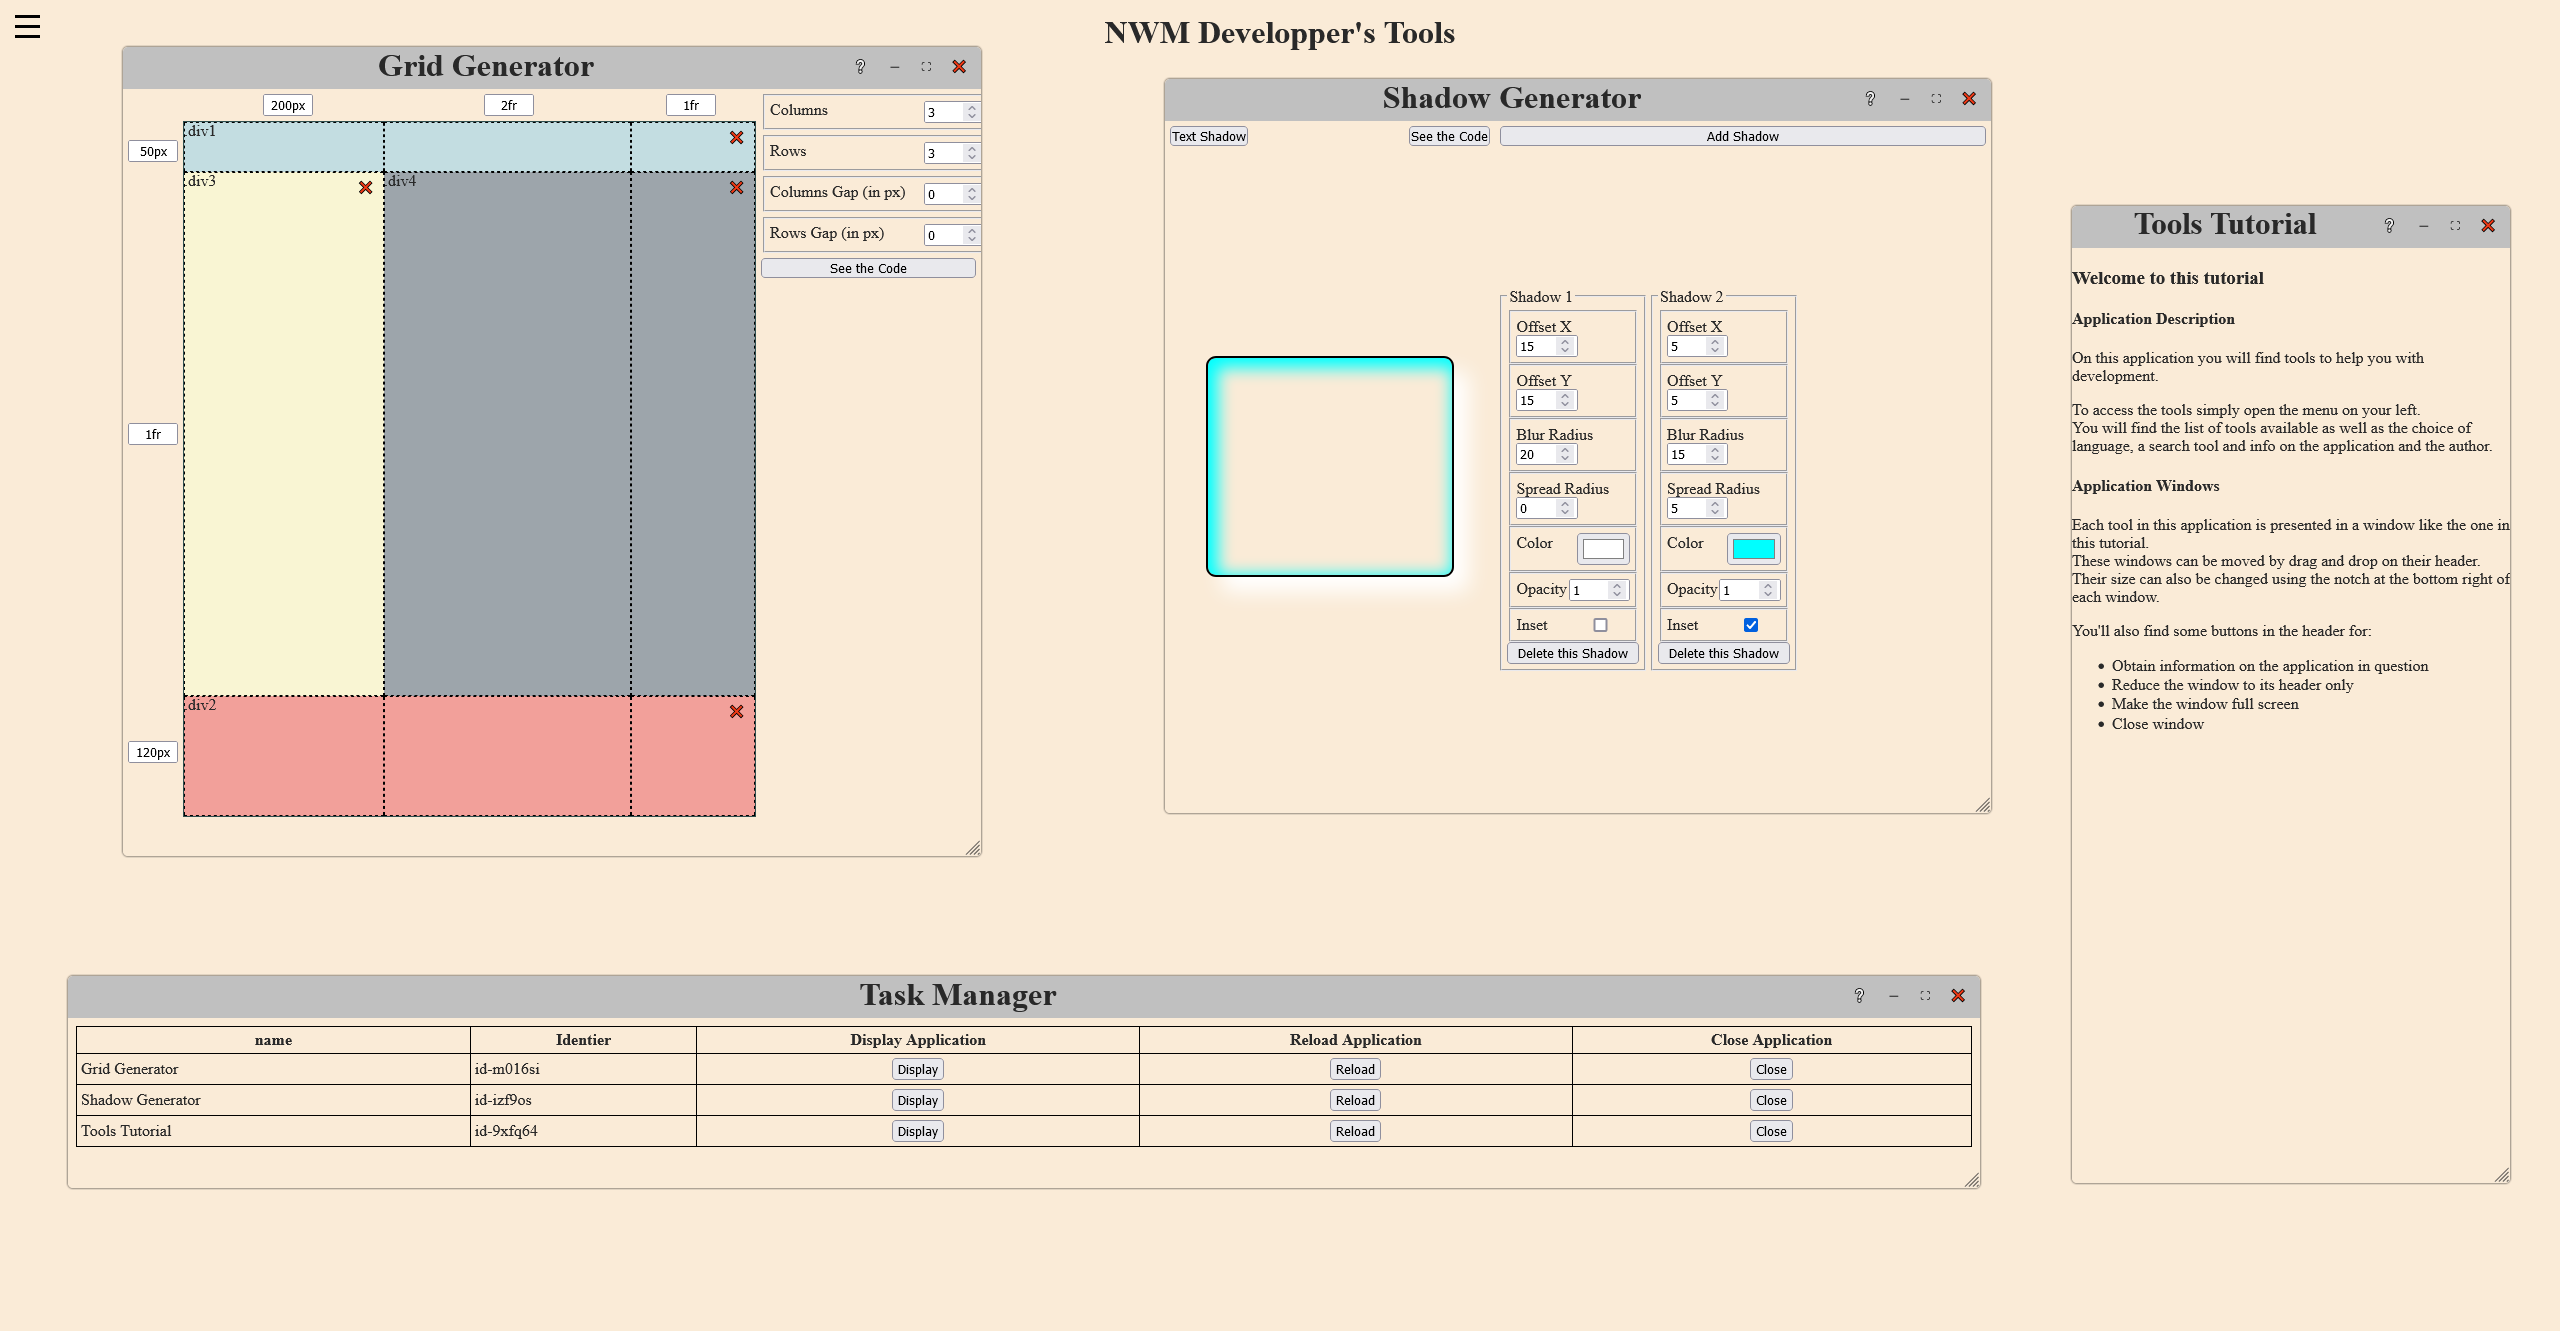 NWM Developper's Tools
Grid Generator
200px 2fr 1fr
50px
1fr
120px
div1
div3 div4
div2
Columns 3
Rows 3
Columns Gap (in px) 0
Rows Gap (in px) 0
See the Code
Shadow Generator
Text Shadow See the Code Add Shadow
Shadow 1
Offset X
15
Offset Y
15
Blur Radius
20
Spread Radius
0
Color
Opacity 1
Inset
Delete this Shadow
Shadow 2
Offset X
5
Offset Y
5
Blur Radius
15
Spread Radius
5
Color
Opacity 1
Inset
Delete this Shadow
Tools Tutorial
Welcome to this tutorial
Application Description
On this application you will find tools to help you with
development.
To access the tools simply open the menu on your left.
You will find the list of tools available as well as the choice of
language, a search tool and info on the application and the author.
Application Windows
Each tool in this application is presented in a window like the one in
this tutorial.
These windows can be moved by drag and drop on their header.
Their size can also be changed using the notch at the bottom right of
each window.
You'll also find some buttons in the header for:
• Obtain information on the application in question
• Reduce the window to its header only
• Make the window full screen
• Close window
Task Manager
name Identier Display Application Reload Application Close Application
Grid Generator id-m016si Display Reload Close
Shadow Generator id-izf9os Display Reload Close
Tools Tutorial id-9xfq64 Display Reload Close